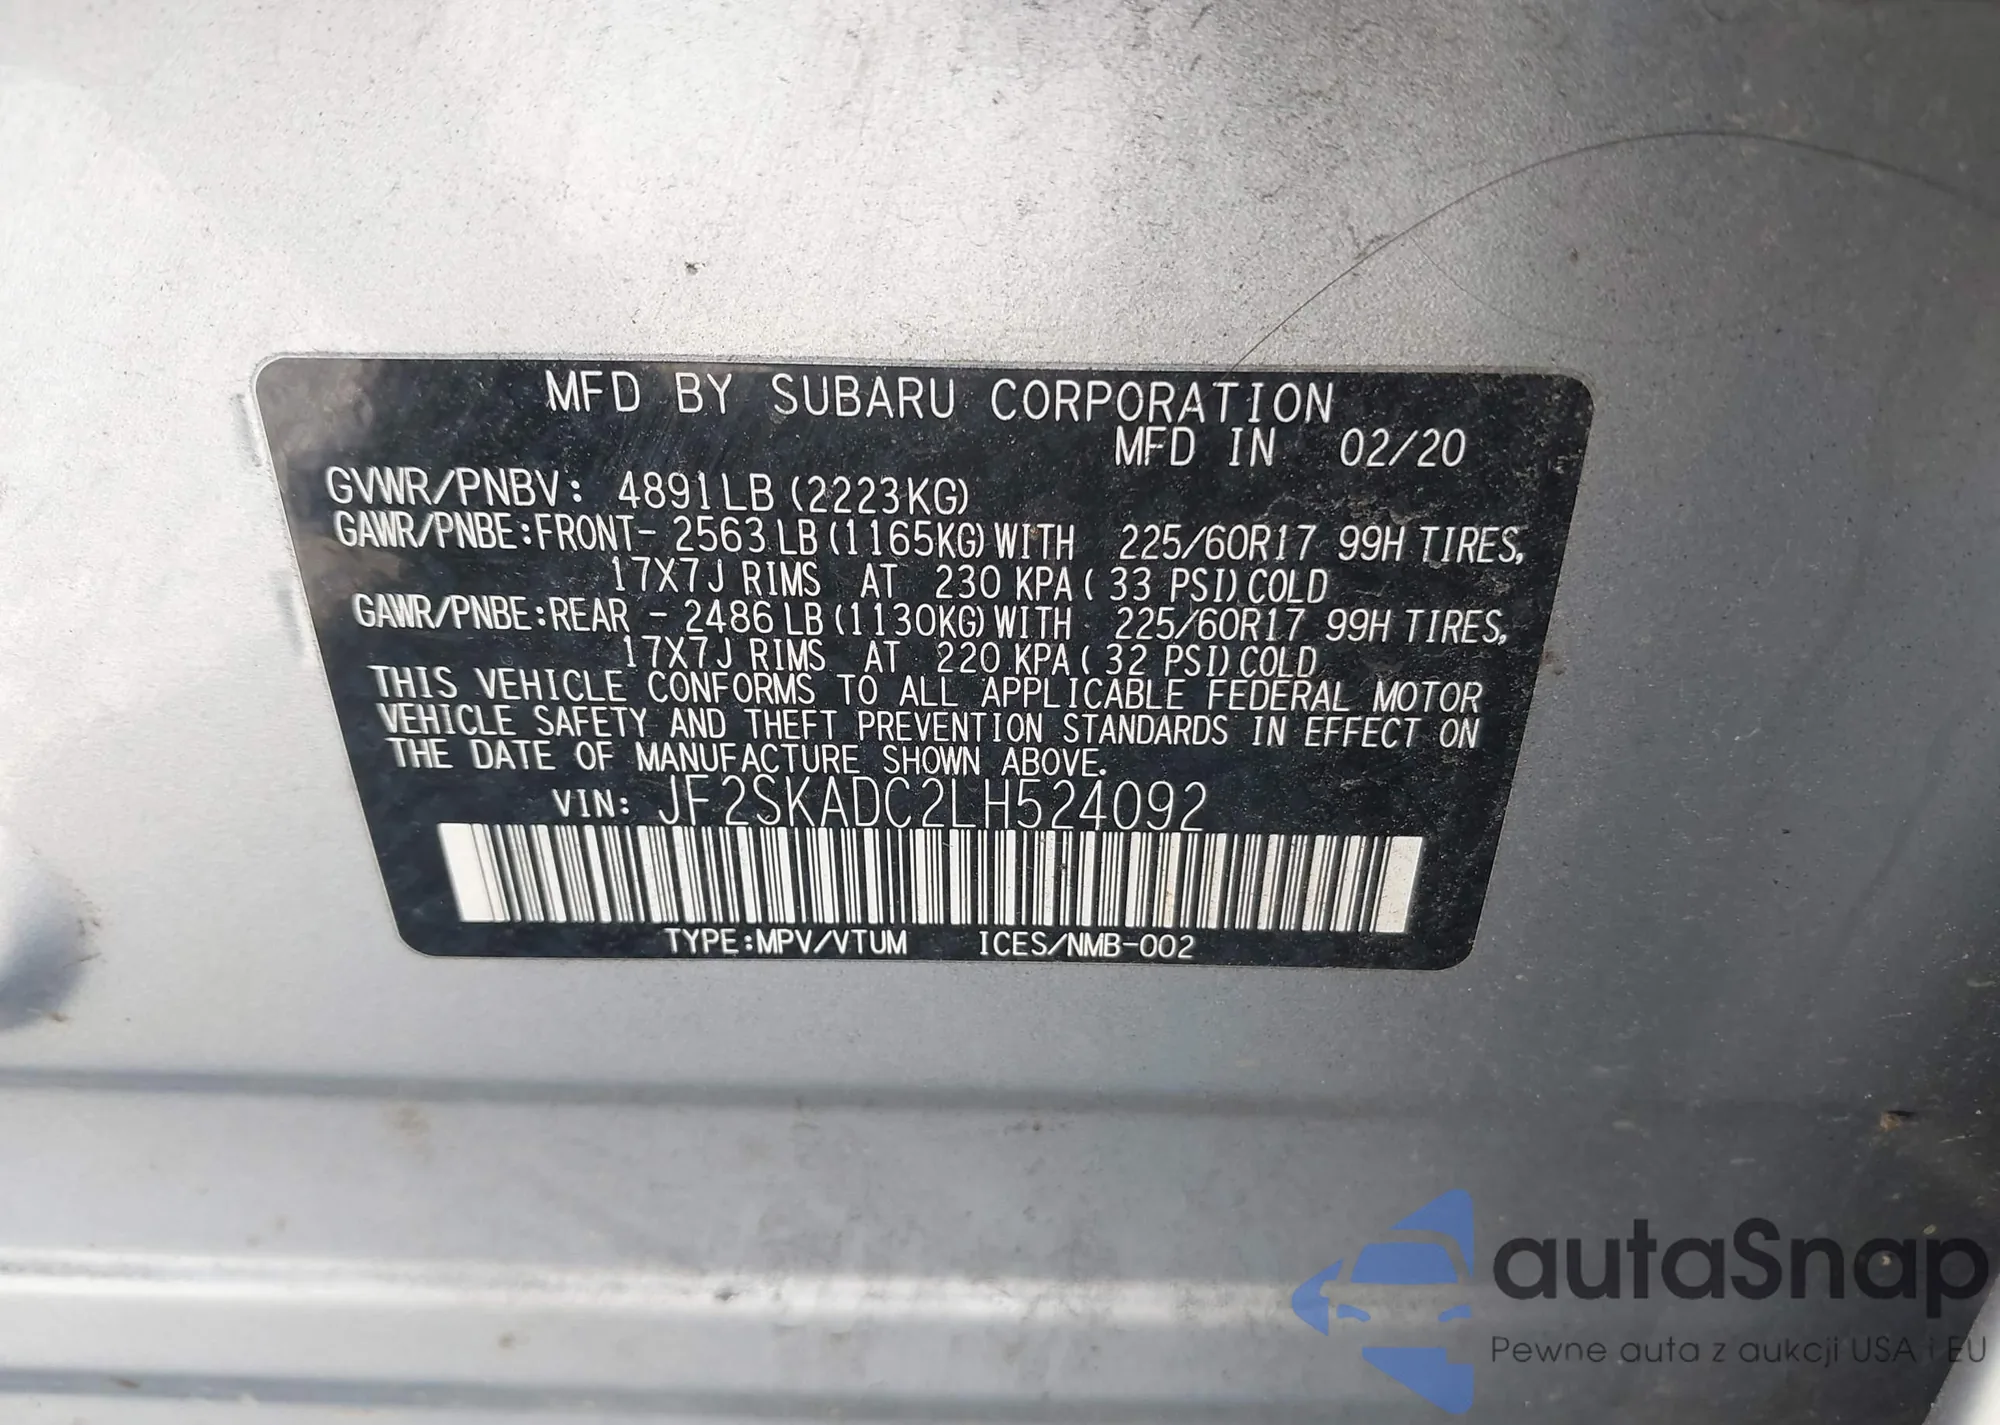 MFD BY SUBARU CORPORATION
MFD IN 02/20
GVWR/PNBV: 4891LB (2223KG)
GAWR/PNBE:FRONT- 2563 LB (1165KG) WITH 225/60R17 99H TIRES,
17X7J RIMS AT 230 KPA ( 33 PSI) COLD
GAWR/PNBE:REAR - 2486 LB (1130KG) WITH 225/60R17 99H TIRES,
17X7J RIMS AT 220 KPA ( 32 PSI) COLD
THIS VEHICLE CONFORMS TO ALL APPLICABLE FEDERAL MOTOR
VEHICLE SAFETY AND THEFT PREVENTION STANDARDS IN EFFECT ON
THE DATE OF MANUFACTURE SHOWN ABOVE.
VIN: JF2SKADC2LH524092
TYPE:MPV/VTUM ICES/NMB-002
autaSnap
Pewne auta z aukcji USA i EU